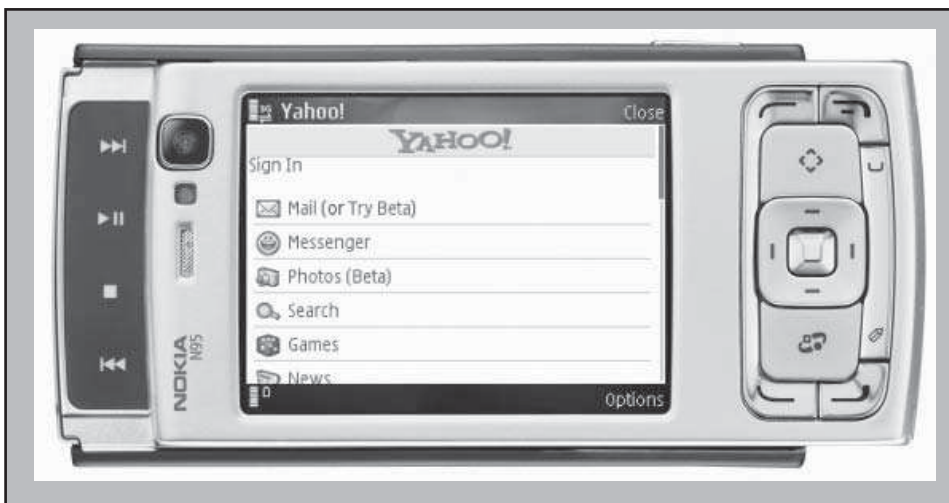 Yahoo!
Close
YAHOO!
Sign In
Mail (or Try Beta)
Messenger
Photos (Beta)
Search
Games
News
Options
NOKIA
N95